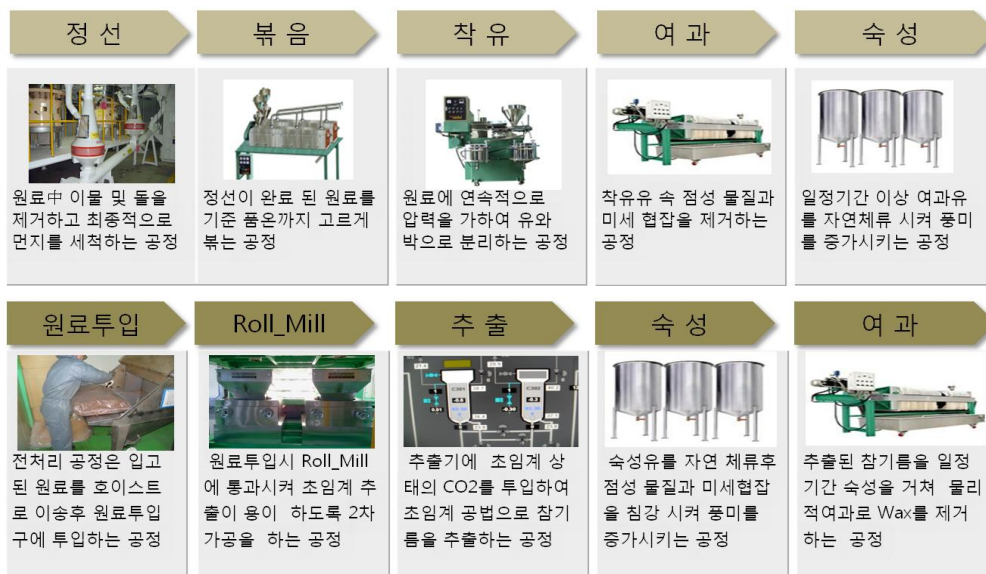 정 선
볶 음
착 유
여 과
숙 성
원료中 이물 및 돌을
제거하고 최종적으로
먼지를 세척하는 공정
정선이 완료 된 원료를
기준 품온까지 고르게
볶는 공정
원료에 연속적으로
압력을 가하여 유와
박으로 분리하는 공정
착유유 속 점성 물질과
미세 협잡을 제거하는
공정
일정기간 이상 여과유
를 자연체류 시켜 풍미
를 증가시키는 공정
원료투입
Roll_Mill
추 출
숙 성
여 과
C301
C302
전처리 공정은 입고
된 원료를 호이스트
로 이송후 원료투입
구에 투입하는 공정
원료투입시 Roll_Mill
에 통과시켜 초임계 추
출이 용이 하도록 2차
가공을 하는 공정
추출기에 초임계 상
태의 CO2를 투입하여
초임계 공법으로 참기
름을 추출하는 공정
숙성유를 자연 체류후
점성 물질과 미세협잡
을 침강 시켜 풍미를
증가시키는 공정
추출된 참기름을 일정
기간 숙성을 거쳐 물리
적여과로 Wax를 제거
하는 공정